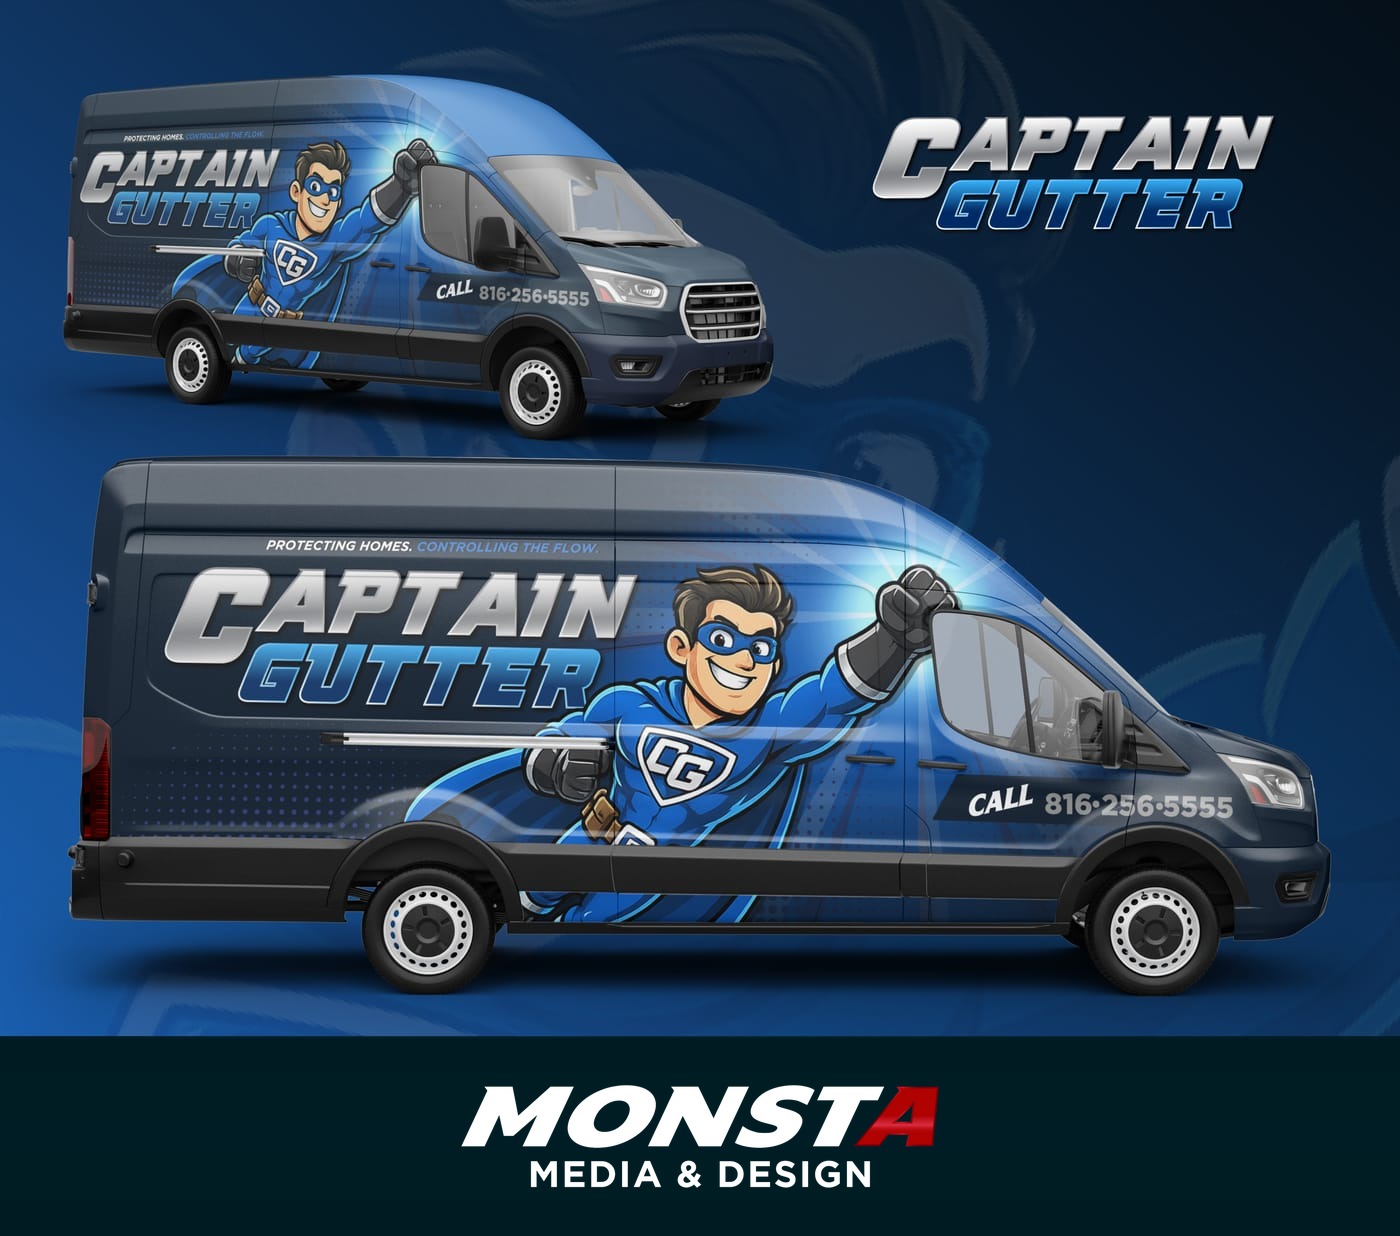 PROTECTING HOMES. CONTROLLING THE FLOW.
CAPTAIN
GUTTER
CG
CALL 816•256•5555
CAPTAIN
GUTTER
PROTECTING HOMES. CONTROLLING THE FLOW.
CAPTAIN
GUTTER
CG
CALL 816•256•5555
MONSTA
MEDIA & DESIGN